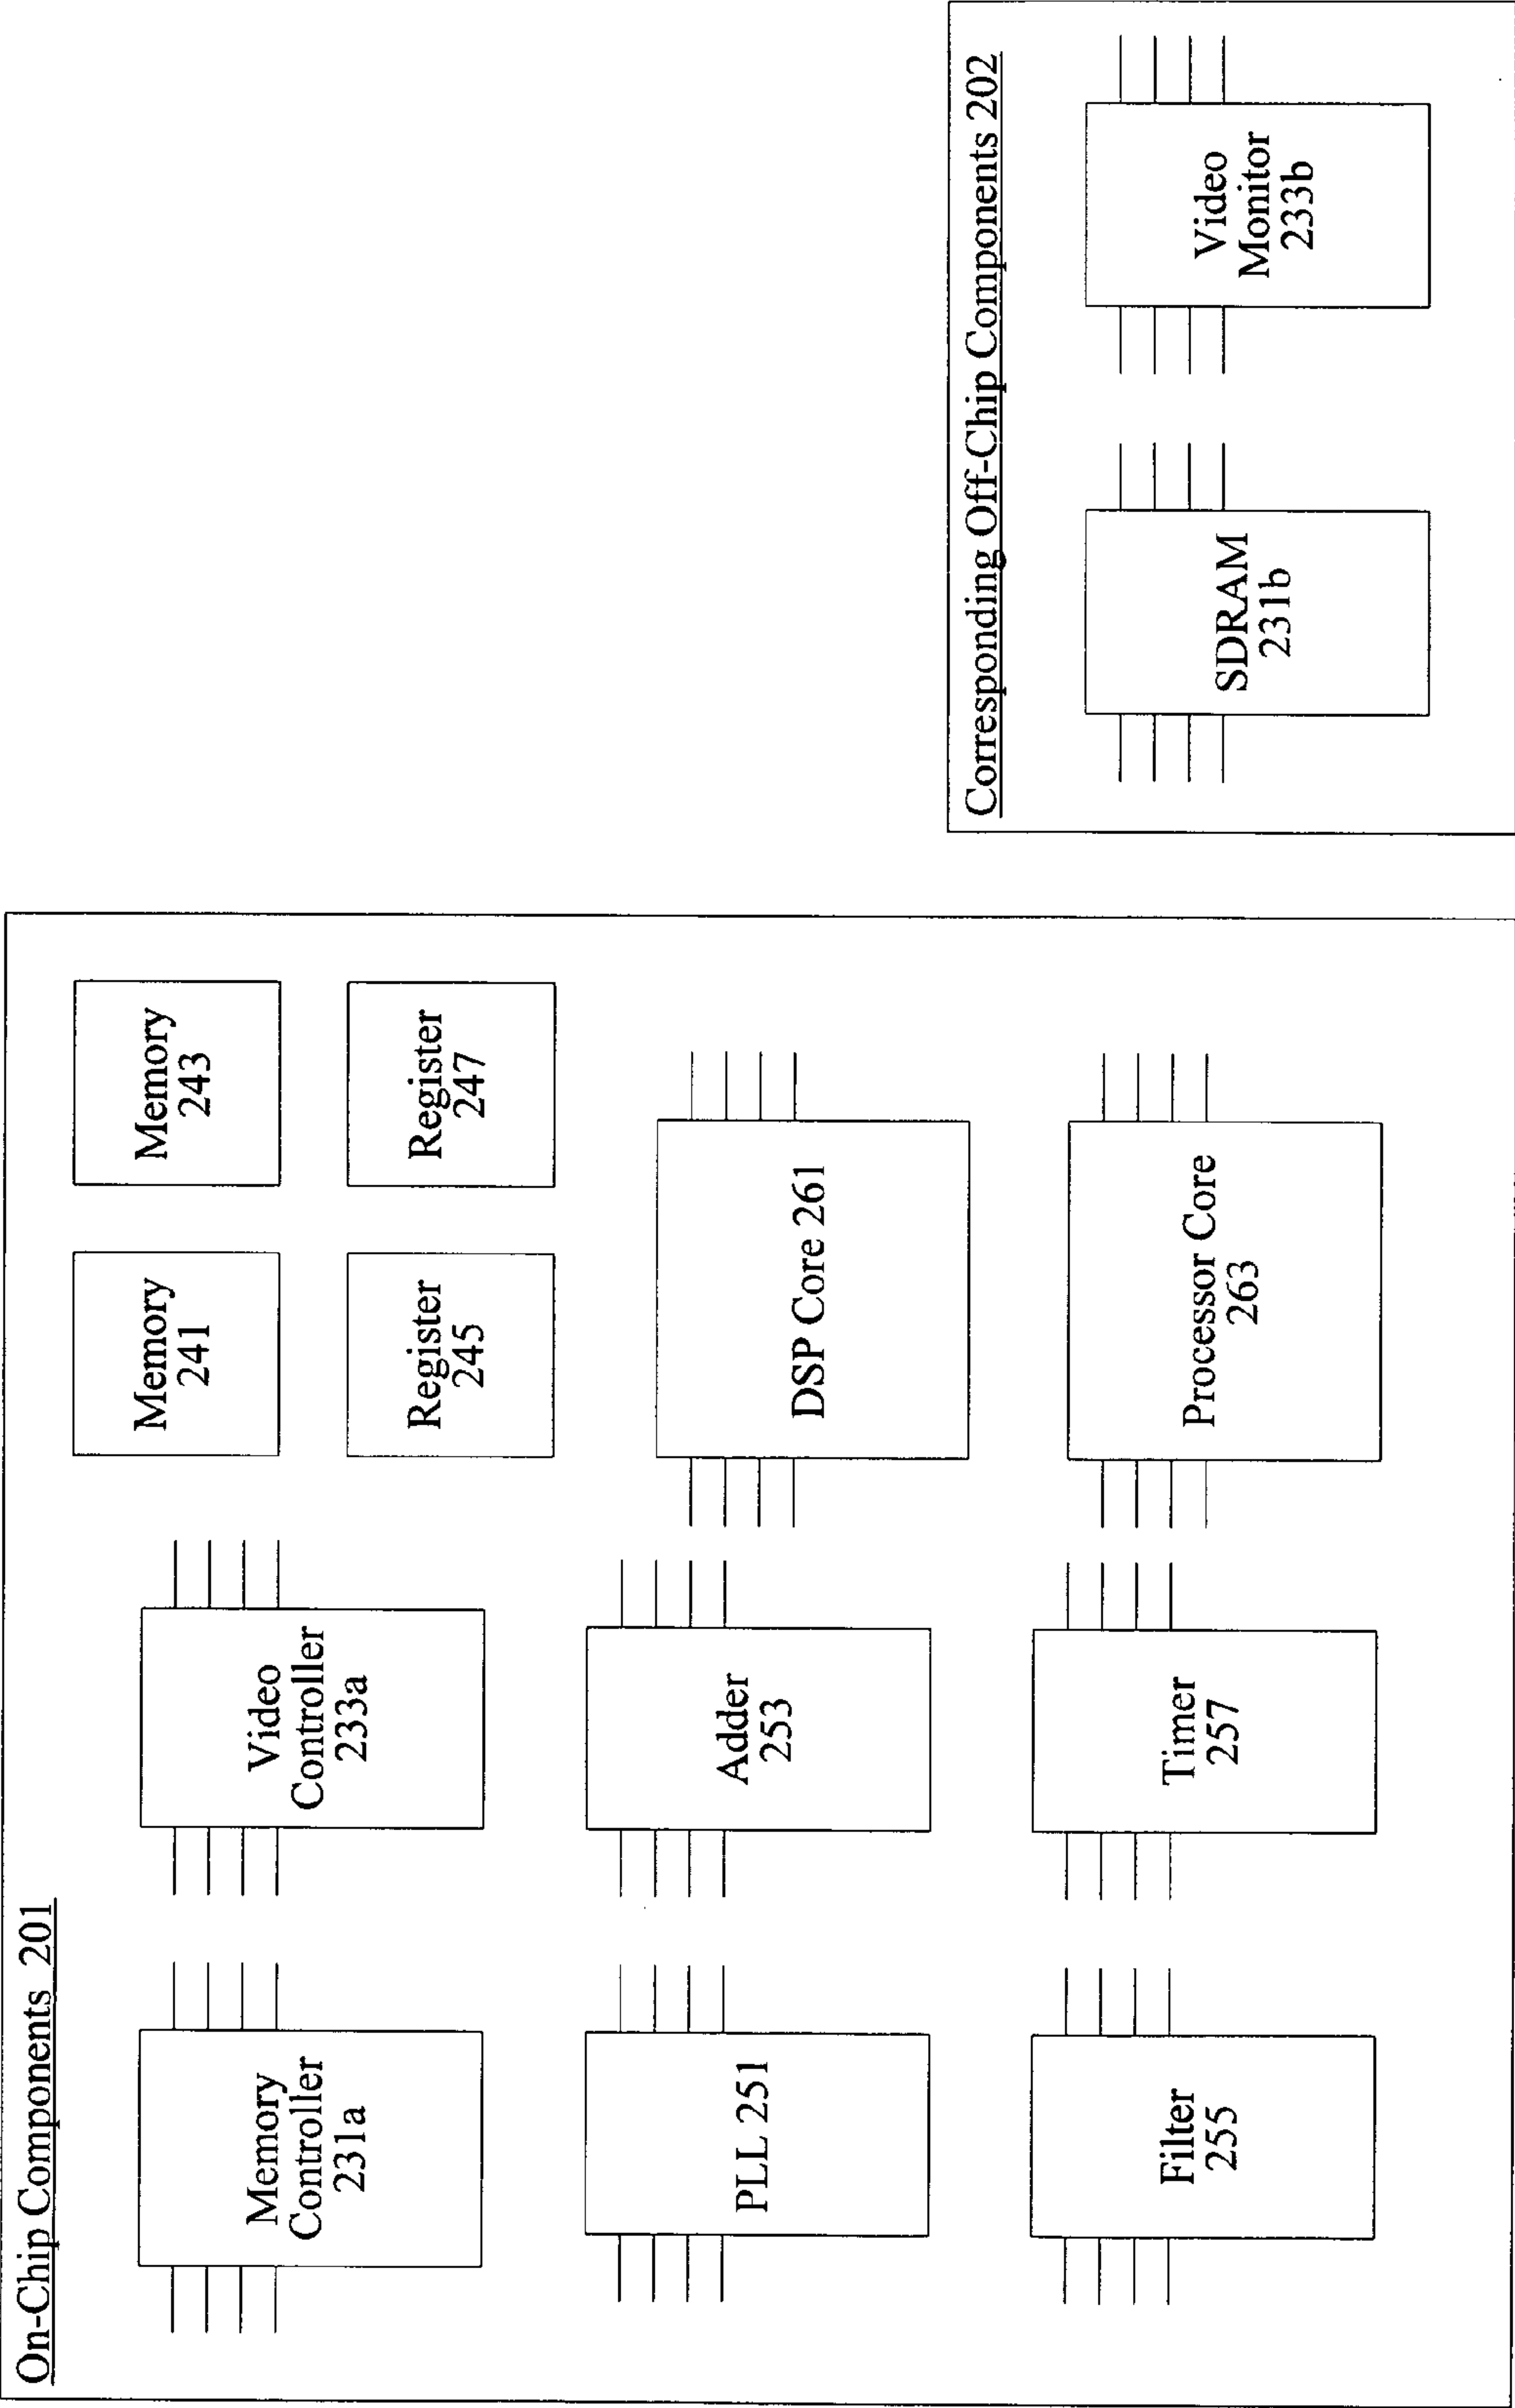 On-Chip Components 201
Memory
Controller
231a
Video
Controller
233a
Memory
241
Memory
243
Register
245
Register
247
PLL 251
Adder
253
DSP Core 261
Filter
255
Timer
257
Processor Core
263
Corresponding Off-Chip Components 202
SDRAM
231b
Video
Monitor
233b